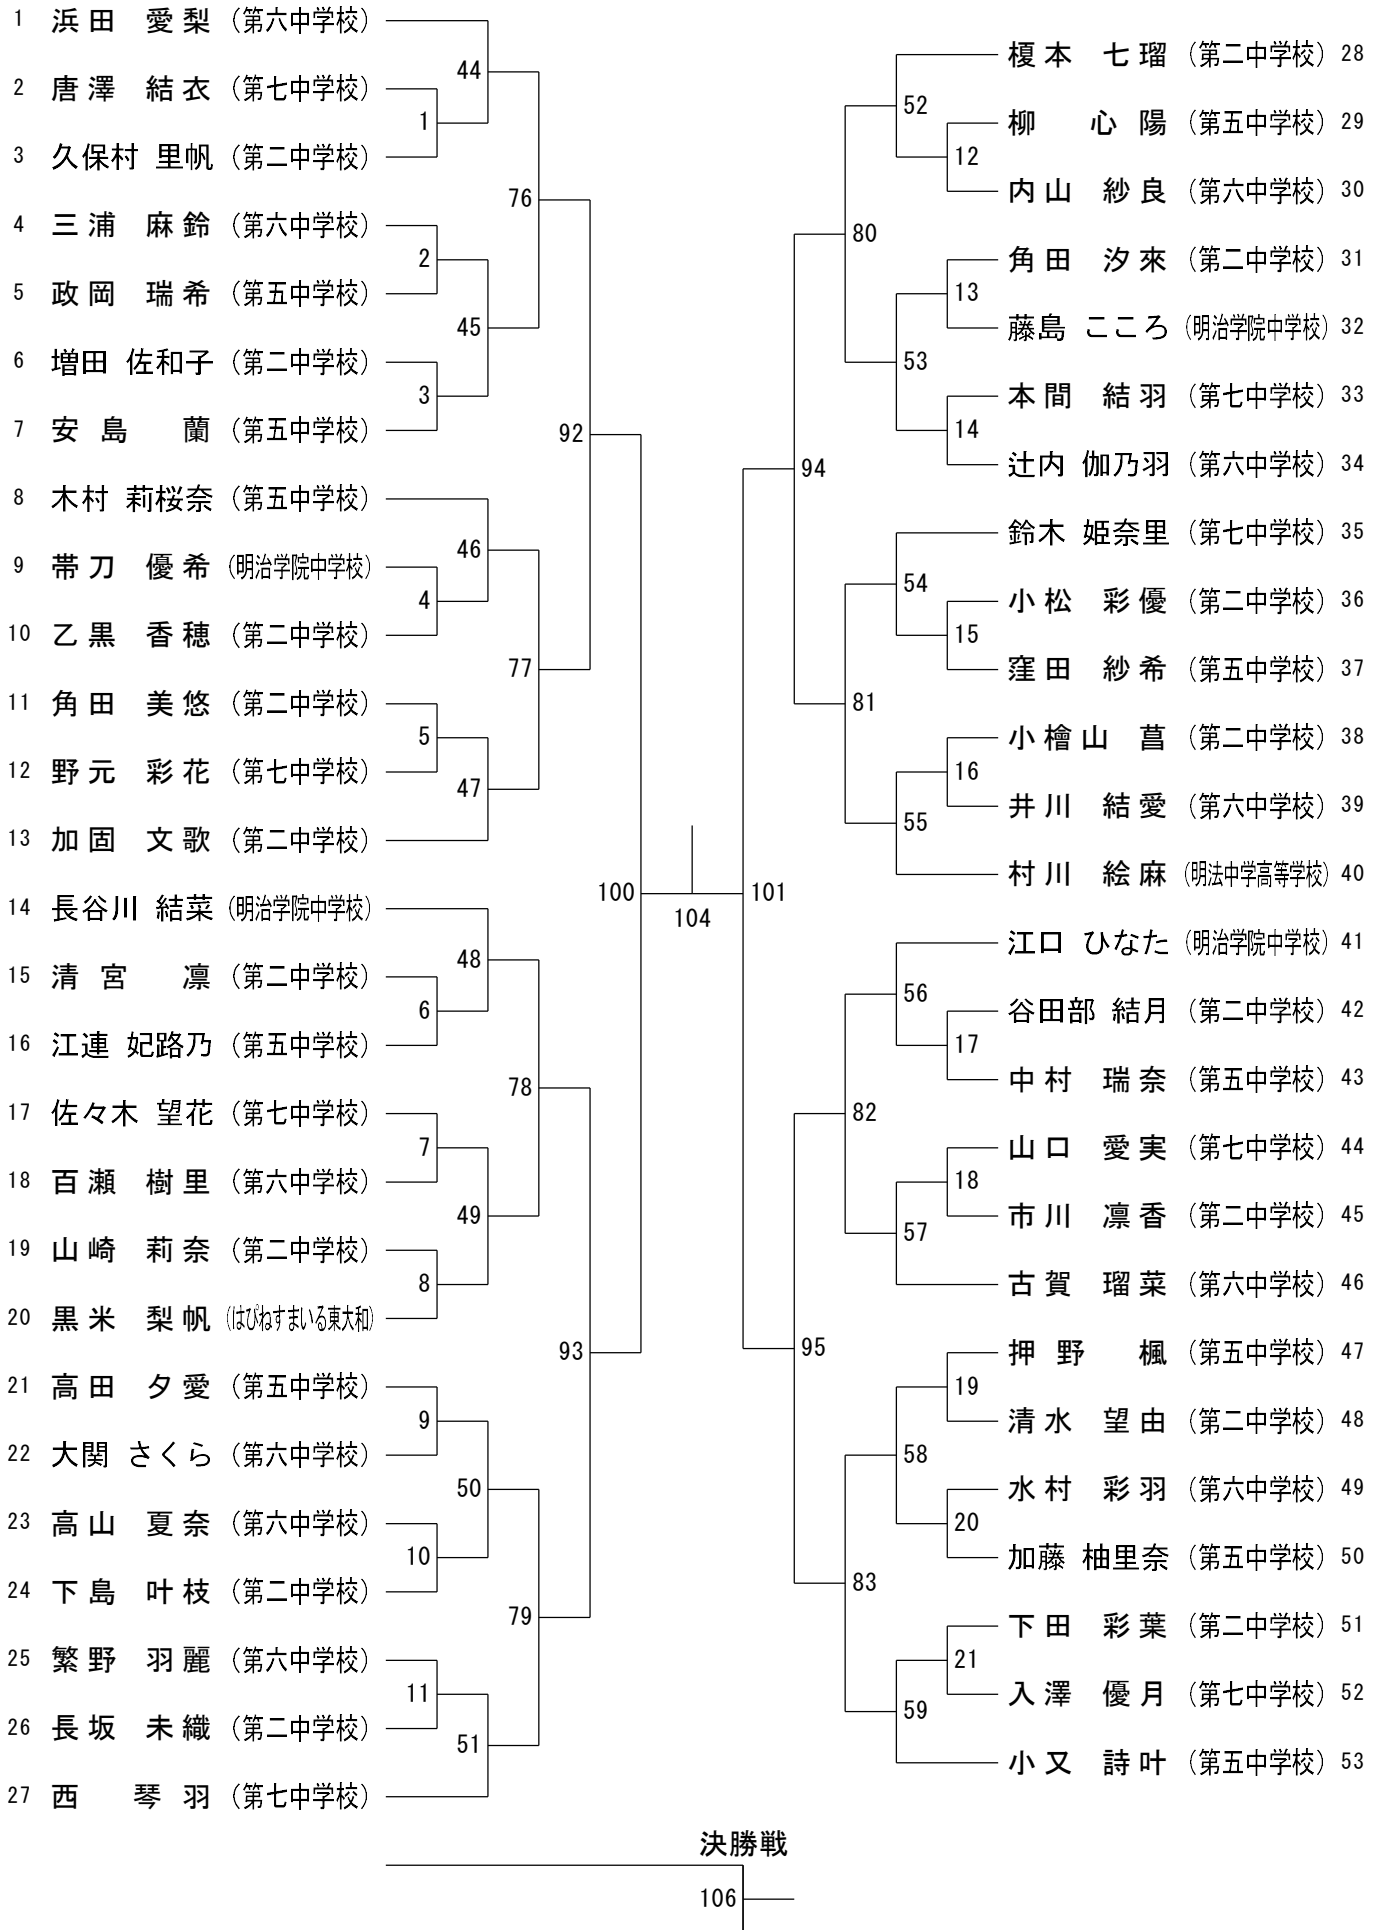 1 浜田 愛梨 (第六中学校)
2 唐澤 結衣 (第七中学校)
3 久保村 里帆 (第二中学校)
4 三浦 麻鈴 (第六中学校)
5 政岡 瑞希 (第五中学校)
6 増田 佐和子 (第二中学校)
7 安島 蘭 (第五中学校)
8 木村 莉桜奈 (第五中学校)
9 帯刀 優希 (明治学院中学校)
10 乙黒 香穂 (第二中学校)
11 角田 美悠 (第二中学校)
12 野元 彩花 (第七中学校)
13 加固 文歌 (第二中学校)
14 長谷川 結菜 (明治学院中学校)
15 清宮 凛 (第二中学校)
16 江連 妃路乃 (第五中学校)
17 佐々木 望花 (第七中学校)
18 百瀬 樹里 (第六中学校)
19 山崎 莉奈 (第二中学校)
20 黒米 梨帆 (はぴねすまいる東大和)
21 高田 夕愛 (第五中学校)
22 大関 さくら (第六中学校)
23 高山 夏奈 (第六中学校)
24 下島 叶枝 (第二中学校)
25 繁野 羽麗 (第六中学校)
26 長坂 未織 (第二中学校)
27 西 琴羽 (第七中学校)
1
2
3
4
5
6
7
8
9
10
11
44
45
46
47
48
49
50
51
76
77
78
79
92
93
100
104
101
94
95
80
81
82
83
52
53
54
55
56
57
58
59
12
13
14
15
16
17
18
19
20
21
榎本 七瑠 (第二中学校) 28
柳 心陽 (第五中学校) 29
内山 紗良 (第六中学校) 30
角田 汐來 (第二中学校) 31
藤島 こころ (明治学院中学校) 32
本間 結羽 (第七中学校) 33
辻内 伽乃羽 (第六中学校) 34
鈴木 姫奈里 (第七中学校) 35
小松 彩優 (第二中学校) 36
窪田 紗希 (第五中学校) 37
小檜山 菖 (第二中学校) 38
井川 結愛 (第六中学校) 39
村川 絵麻 (明法中学高等学校) 40
江口 ひなた (明治学院中学校) 41
谷田部 結月 (第二中学校) 42
中村 瑞奈 (第五中学校) 43
山口 愛実 (第七中学校) 44
市川 凛香 (第二中学校) 45
古賀 瑠菜 (第六中学校) 46
押野 楓 (第五中学校) 47
清水 望由 (第二中学校) 48
水村 彩羽 (第六中学校) 49
加藤 柚里奈 (第五中学校) 50
下田 彩葉 (第二中学校) 51
入澤 優月 (第七中学校) 52
小又 詩叶 (第五中学校) 53
決勝戦
106